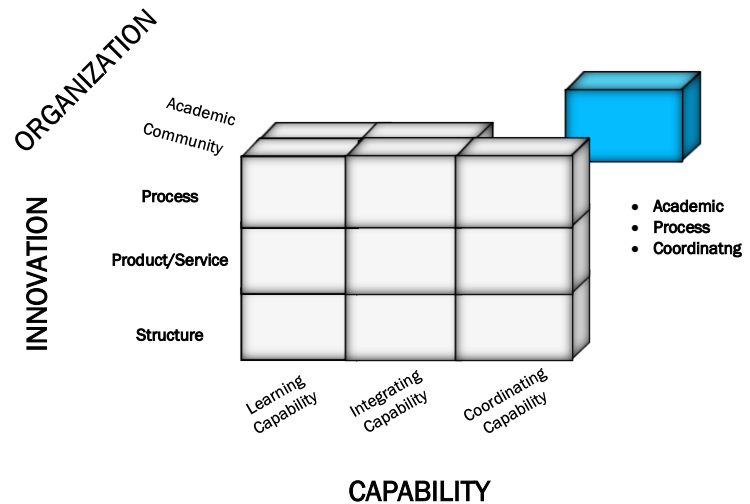 ORGANIZATION
Academic
Community
INNOVATION
Process
Product/Service
Structure
• Academic
• Process
• Coordinatng
Learning
Capability
Integrating
Capability
Coordinating
Capability
CAPABILITY